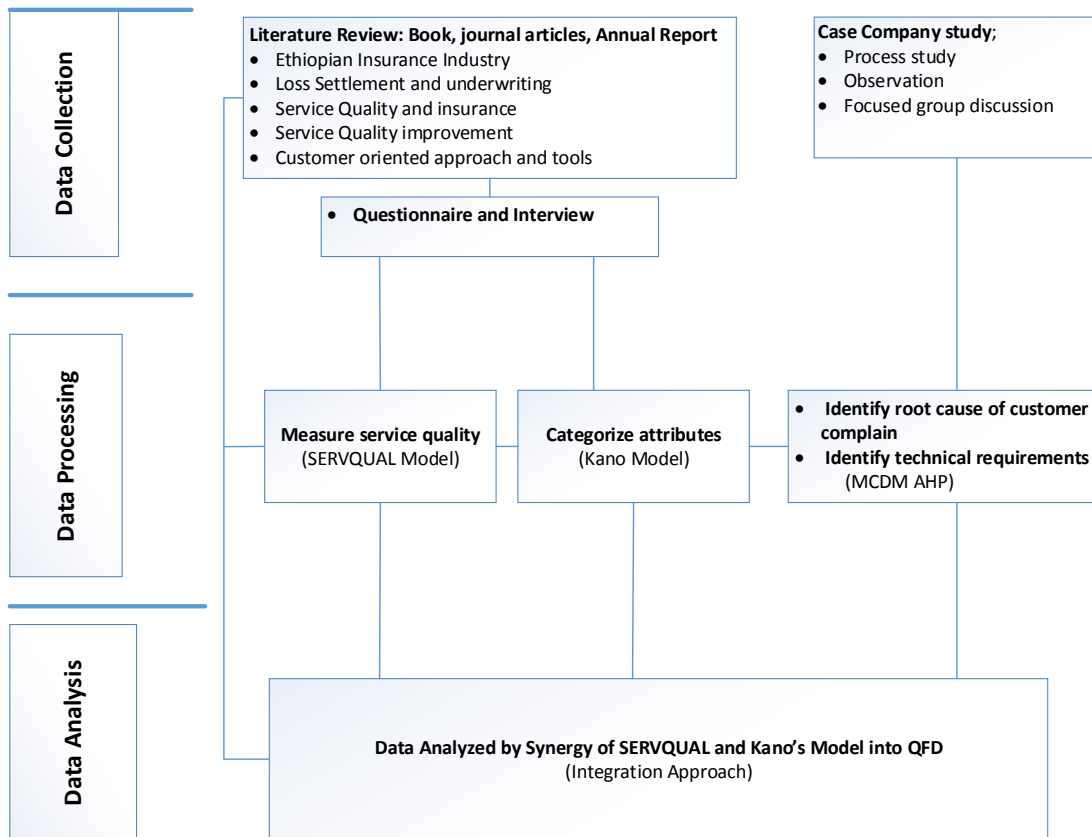 Data Collection
Literature Review: Book, journal articles, Annual Report
• Ethiopian Insurance Industry
• Loss Settlement and underwriting
• Service Quality and insurance
• Service Quality improvement
• Customer oriented approach and tools
Case Company study;
• Process study
• Observation
• Focused group discussion
• Questionnaire and Interview
Data Processing
Measure service quality
(SERVQUAL Model)
Categorize attributes
(Kano Model)
• Identify root cause of customer
complain
• Identify technical requirements
(MCDM AHP)
Data Analysis
Data Analyzed by Synergy of SERVQUAL and Kano's Model into QFD
(Integration Approach)